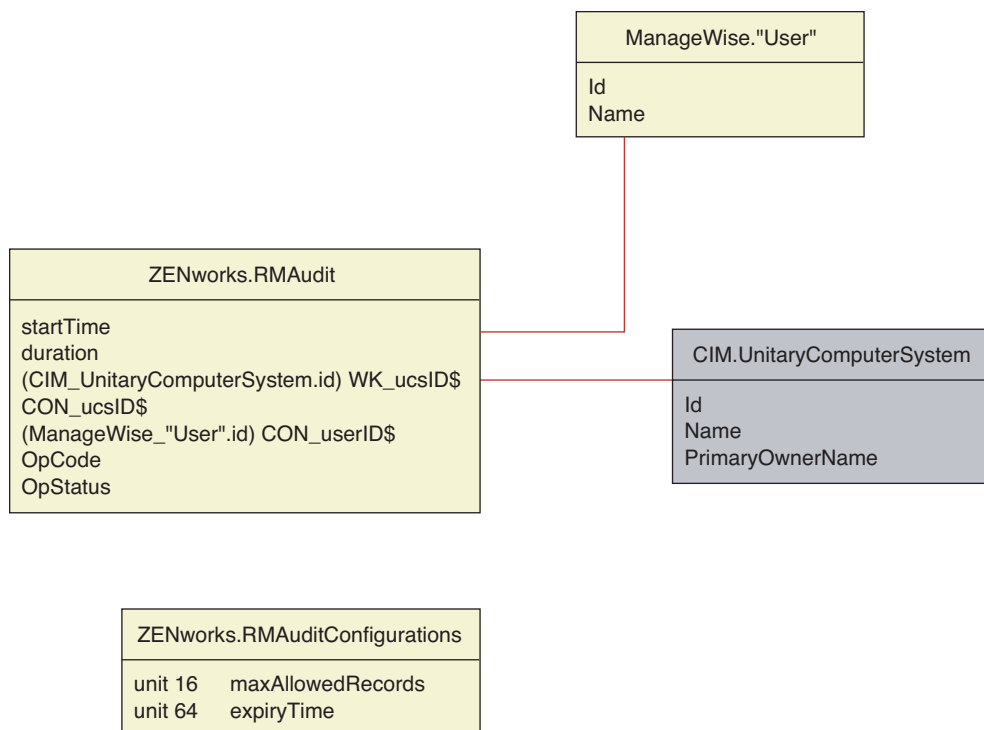 ManageWise."User"
Id
Name
ZENworks.RMAudit
startTime
duration
(CIM_UnitaryComputerSystem.id) WK_ucsID$
CON_ucsID$
(ManageWise_"User".id) CON_userID$
OpCode
OpStatus
CIM.UnitaryComputerSystem
Id
Name
PrimaryOwnerName
ZENworks.RMAuditConfigurations
unit 16 maxAllowedRecords
unit 64 expiryTime